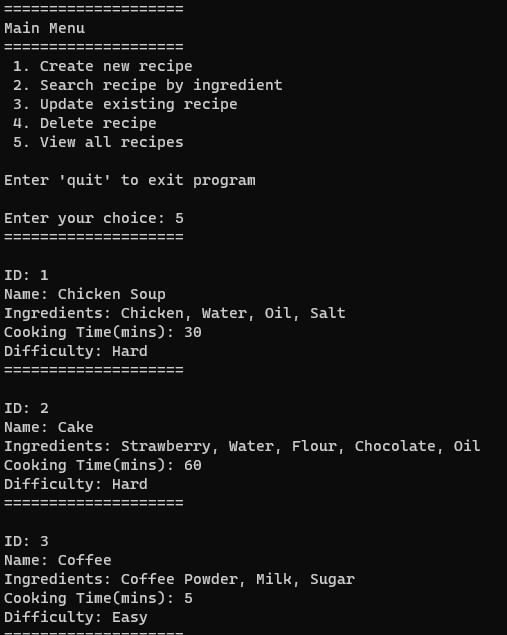 ====================
Main Menu
====================
 1. Create new recipe
 2. Search recipe by ingredient
 3. Update existing recipe
 4. Delete recipe
 5. View all recipes
Enter 'quit' to exit program
Enter your choice: 5
====================
ID: 1
Name: Chicken Soup
Ingredients: Chicken, Water, Oil, Salt
Cooking Time(mins): 30
Difficulty: Hard
====================
ID: 2
Name: Cake
Ingredients: Strawberry, Water, Flour, Chocolate, Oil
Cooking Time(mins): 60
Difficulty: Hard
====================
ID: 3
Name: Coffee
Ingredients: Coffee Powder, Milk, Sugar
Cooking Time(mins): 5
Difficulty: Easy
====================